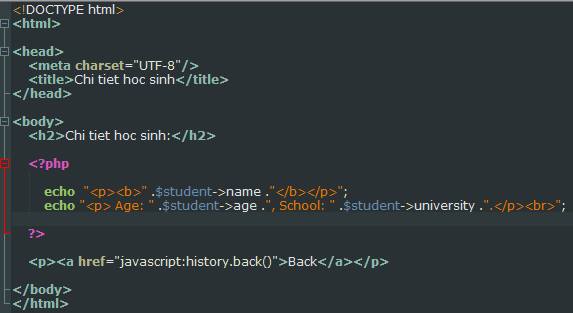 <!DOCTYPE html>
<html>
<head>
<meta charset="UTF-8"/>
<title>Chi tiet hoc sinh</title>
</head>
<body>
<h2>Chi tiet hoc sinh:</h2>
<?php
echo "<p><b>" .$student->name ."</b></p>";
echo "<p> Age: " .$student->age .", School: " .$student->university .".</p><br>";
?>
<p><a href="javascript:history.back()">Back</a></p>
</body>
</html>